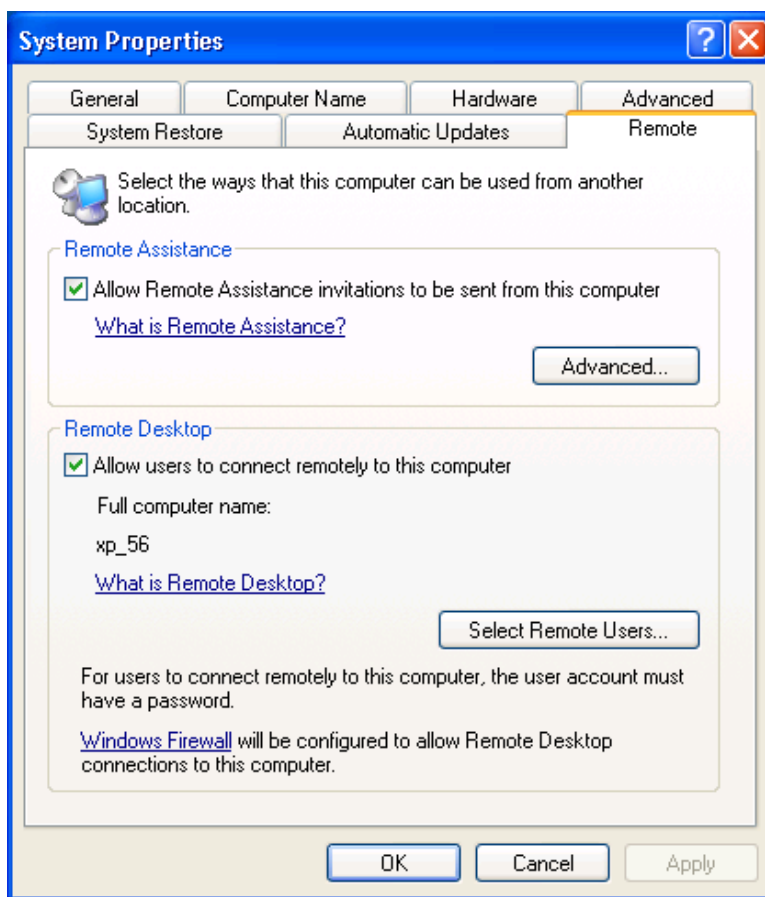 System Properties
General Computer Name Hardware Advanced
System Restore Automatic Updates Remote
Select the ways that this computer can be used from another
location.
Remote Assistance
Allow Remote Assistance invitations to be sent from this computer
What is Remote Assistance?
Advanced...
Remote Desktop
Allow users to connect remotely to this computer
Full computer name:
xp_56
What is Remote Desktop?
Select Remote Users...
For users to connect remotely to this computer, the user account must
have a password.
Windows Firewall will be configured to allow Remote Desktop
connections to this computer.
OK Cancel Apply